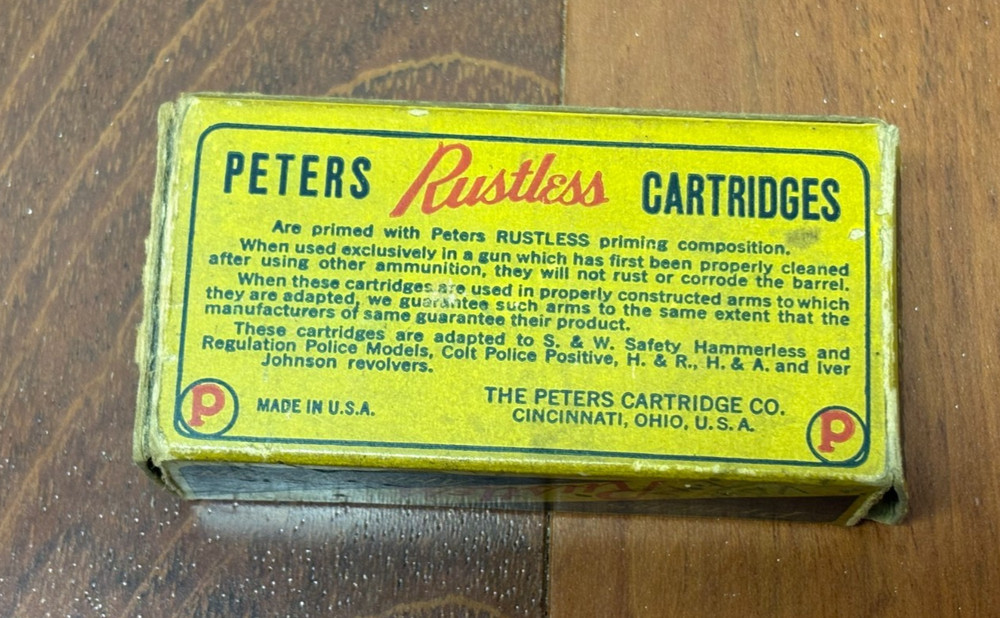 PETERS Rustless CARTRIDGES
Are primed with Peters RUSTLESS priming composition.
When used exclusively in a gun which has first been properly cleaned
after using other ammunition, they will not rust or corrode the barrel.
When these cartridges are used in properly constructed arms to which
they are adapted, we guarantee such arms to the same extent that the
manufacturers of same guarantee their product.
These cartridges are adapted to S. & W. Safety Hammerless and
Regulation Police Models, Colt Police Positive, H. & R., H. & A. and Iver
Johnson revolvers.
P MADE IN U.S.A.
THE PETERS CARTRIDGE CO.
CINCINNATI, OHIO, U.S.A.
P